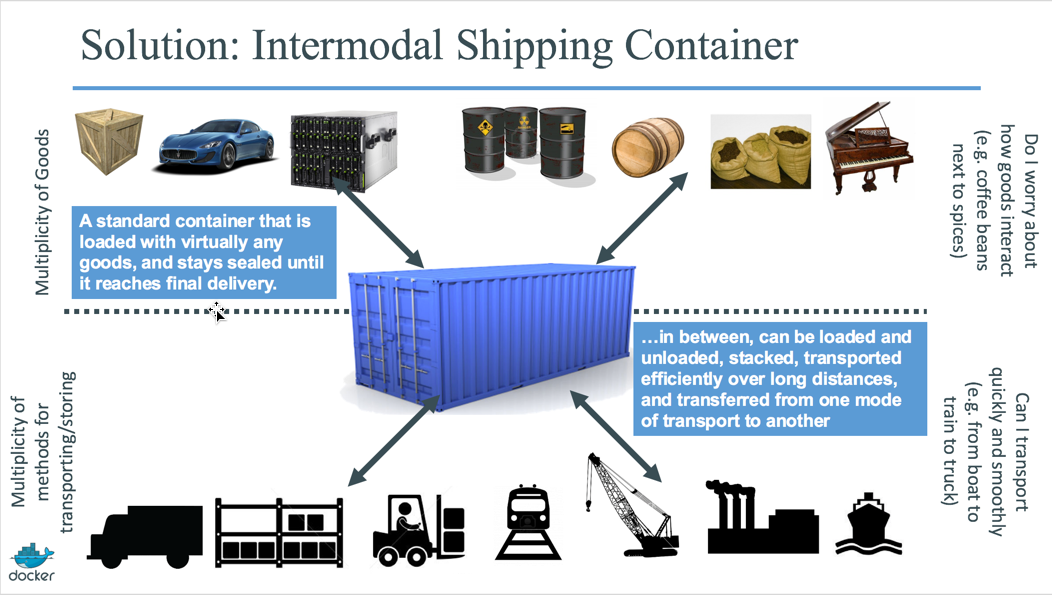 Solution: Intermodal Shipping Container
Multiplicity of Goods
Do I worry about
how goods interact
(e.g. coffee beans
next to spices)
A standard container that is
loaded with virtually any
goods, and stays sealed until
it reaches final delivery.
…in between, can be loaded and
unloaded, stacked, transported
efficiently over long distances,
and transferred from one mode
of transport to another
Multiplicity of
methods for
transporting/storing
Can I transport
quickly and smoothly
(e.g. from boat to
train to truck)
docker